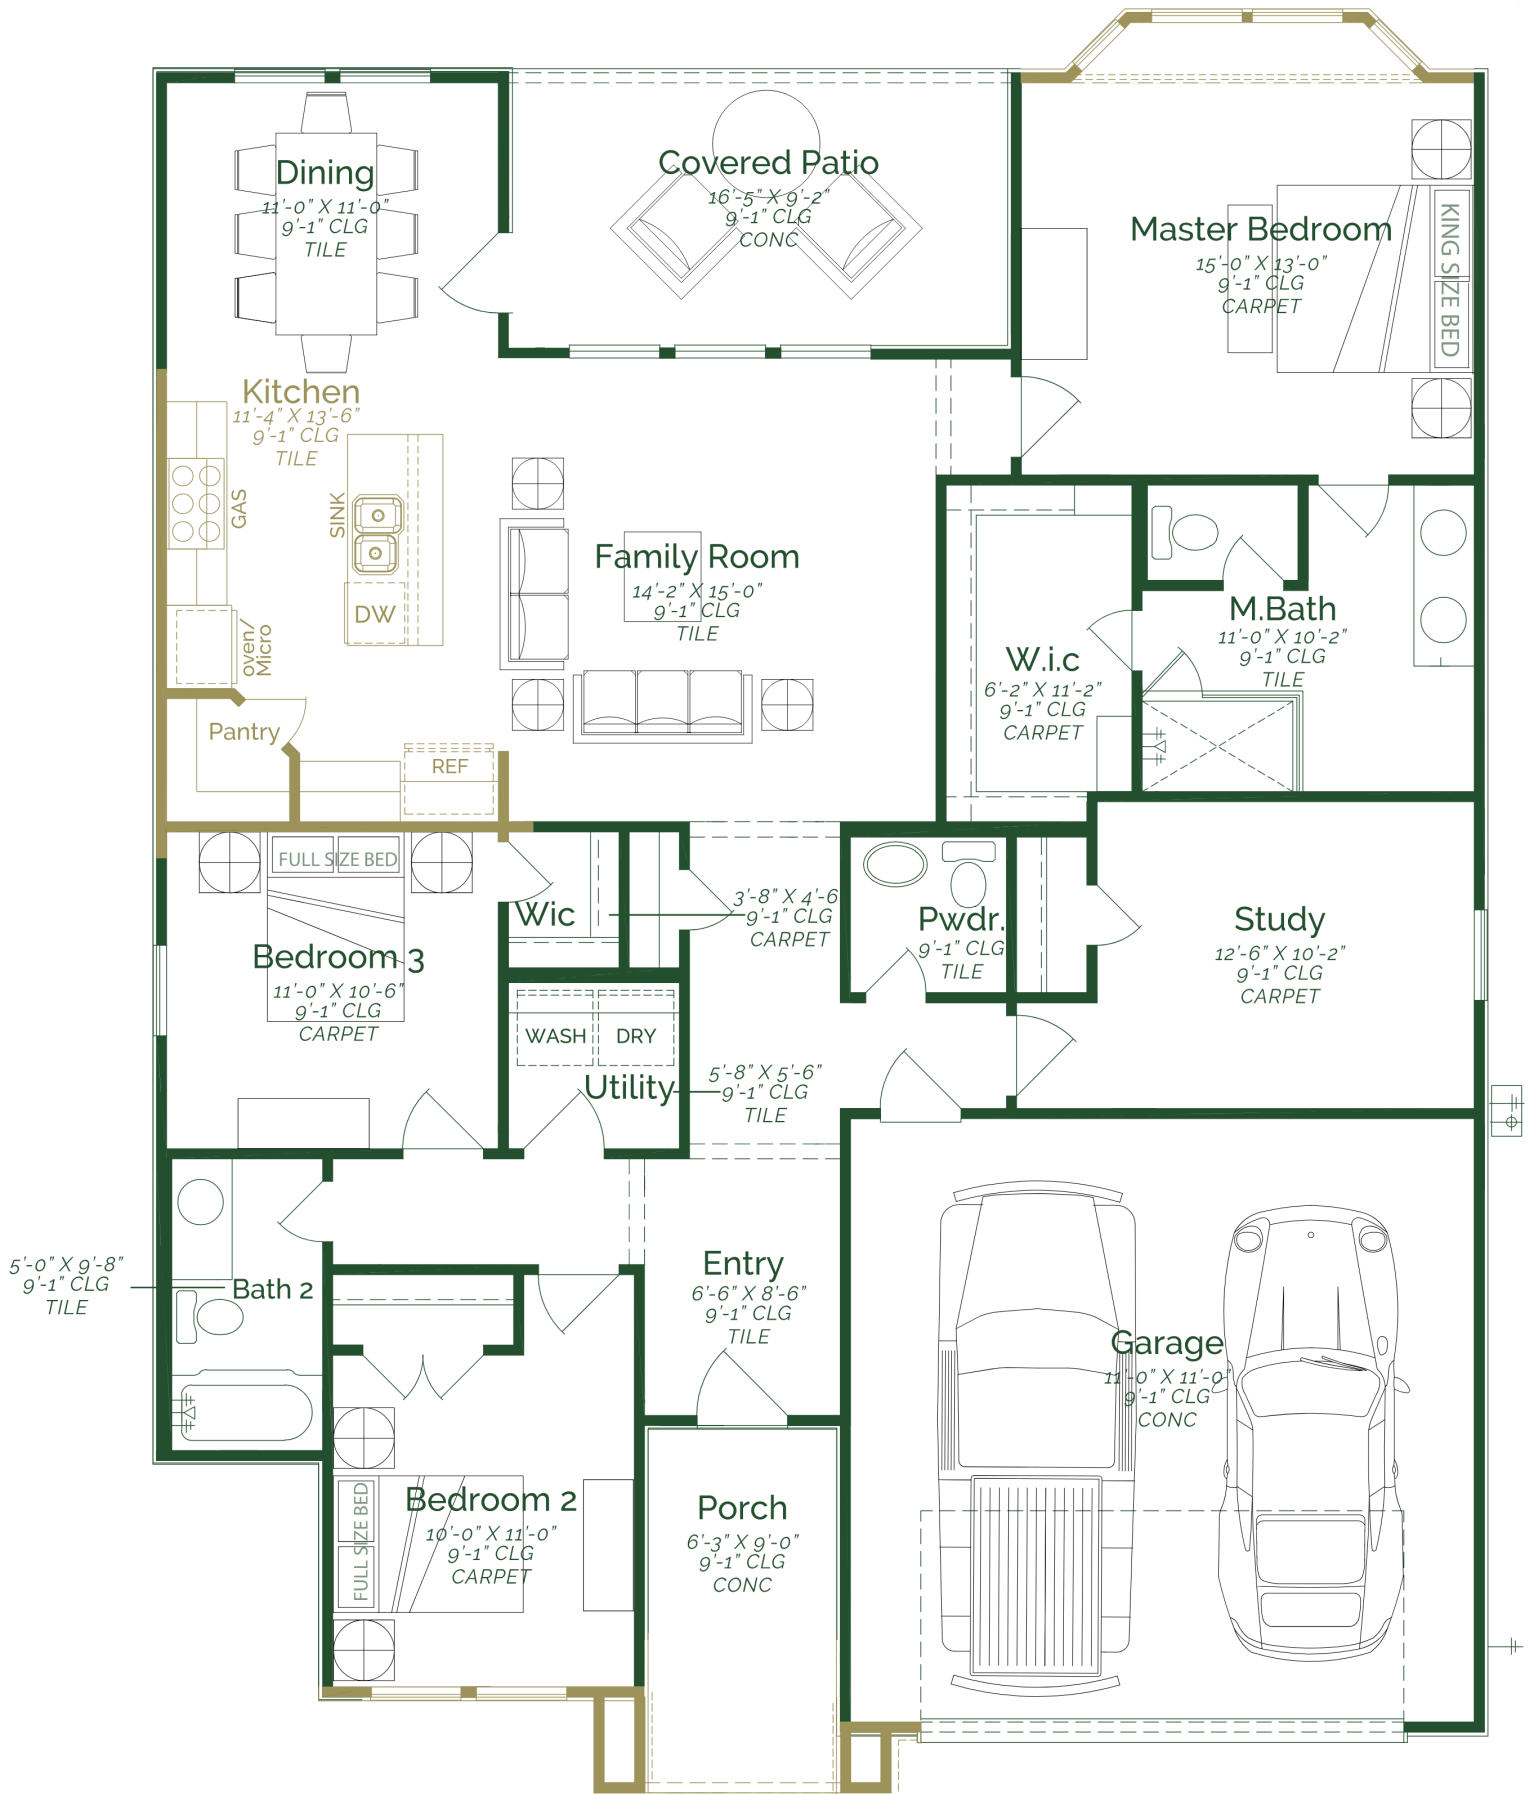 Dining
11'-0" X 11'-0"
9'-1" CLG
TILE
Covered Patio
16'-5" X 9'-2"
9'-1" CLG
CONC
Master Bedroom
15'-0" X 13'-0"
9'-1" CLG
CARPET
KING SIZE BED
Kitchen
11'-4" X 13'-6"
9'-1" CLG
TILE
GAS
SINK
DW
oven/
Micro
Pantry
REF
Family Room
14'-2" X 15'-0"
9'-1" CLG
TILE
W.i.c
6'-2" X 11'-2"
9'-1" CLG
CARPET
M.Bath
11'-0" X 10'-2"
9'-1" CLG
TILE
FULL SIZE BED
Bedroom 3
11'-0" X 10'-6"
9'-1" CLG
CARPET
Wic
3'-8" X 4'-6
9'-1" CLG
CARPET
Pwdr.
9'-1" CLG
TILE
Study
12'-6" X 10'-2"
9'-1" CLG
CARPET
WASH
DRY
Utility
5'-8" X 5'-6"
9'-1" CLG
TILE
5'-0" X 9'-8"
9'-1" CLG
TILE
Bath 2
Entry
6'-6" X 8'-6"
9'-1" CLG
TILE
Garage
11'-0" X 11'-0"
9'-1" CLG
CONC
FULL SIZE BED
Bedroom 2
10'-0" X 11'-0"
9'-1" CLG
CARPET
Porch
6'-3" X 9'-0"
9'-1" CLG
CONC